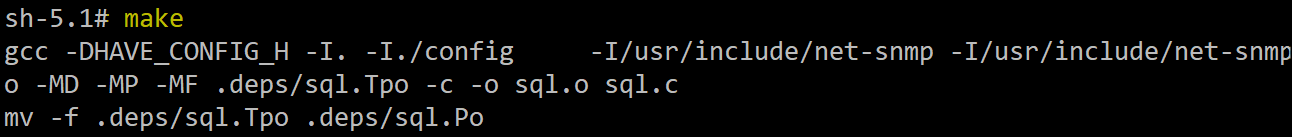 sh-5.1# make
gcc -DHAVE_CONFIG_H -I. -I./config     -I/usr/include/net-snmp -I/usr/include/net-snmp
o -MD -MP -MF .deps/sql.Tpo -c -o sql.o sql.c
mv -f .deps/sql.Tpo .deps/sql.Po